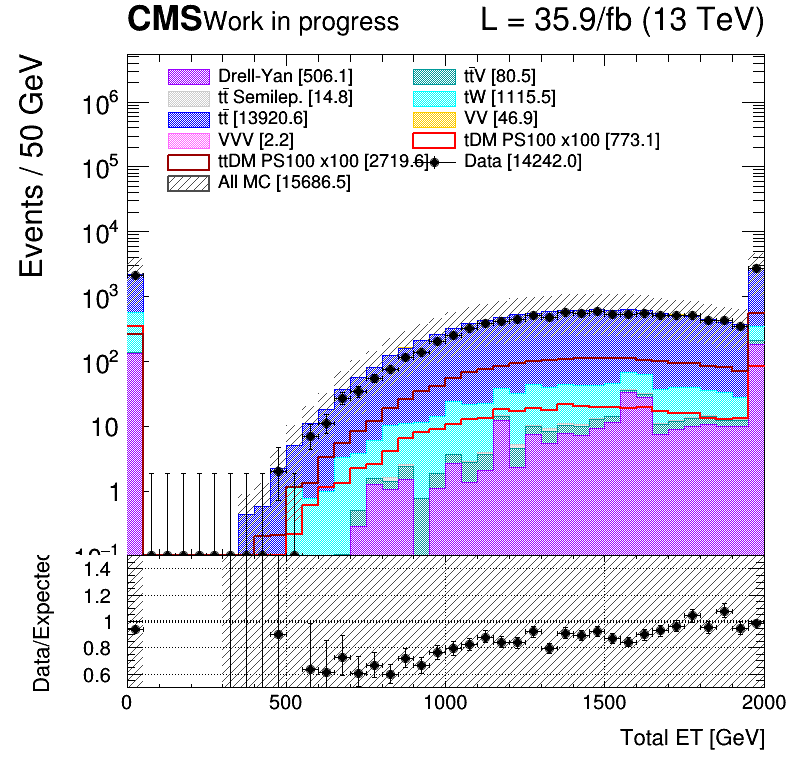 CMS Work in progress L = 35.9/fb (13 TeV)
Events / 50 GeV
10⁶
10⁵
10⁴
10³
10²
10
1
10⁻¹
Drell-Yan [506.1] tt̄V [80.5]
tt̄ Semilep. [14.8] tW [1115.5]
tt̄ [13920.6] VV [46.9]
VVV [2.2] tDM PS100 x100 [773.1]
ttDM PS100 x100 [2719.6] Data [14242.0]
All MC [15686.5]
Data/Expected
1.4
1.2
1
0.8
0.6
0 500 1000 1500 2000
Total ET [GeV]